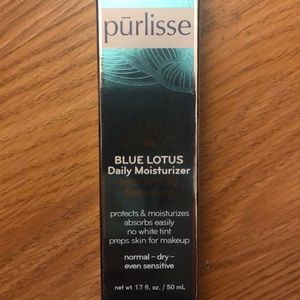 pūrlisse
BLUE LOTUS
Daily Moisturizer
protects & moisturizes
absorbs easily
no white tint
preps skin for makeup
normal – dry –
even sensitive
net wt. 1.7 fl. oz. / 50 mL